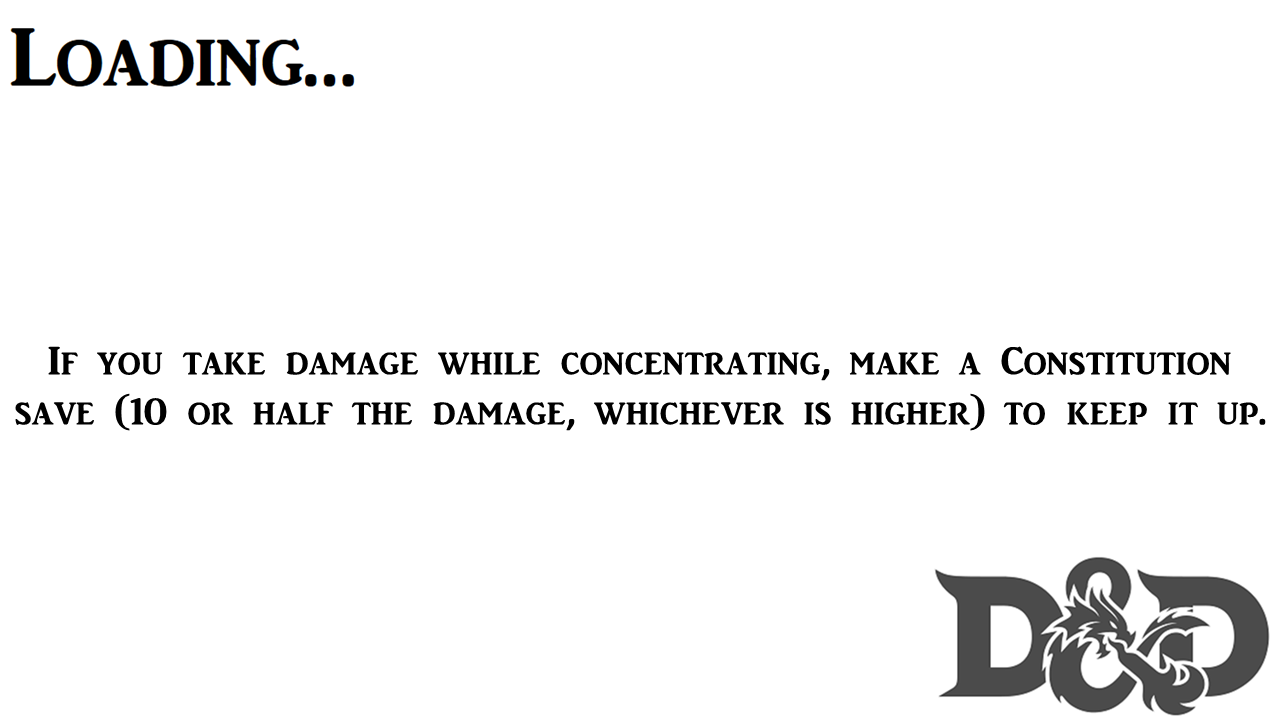 Loading...
If you take damage while concentrating, make a Constitution
save (10 or half the damage, whichever is higher) to keep it up.
D&D